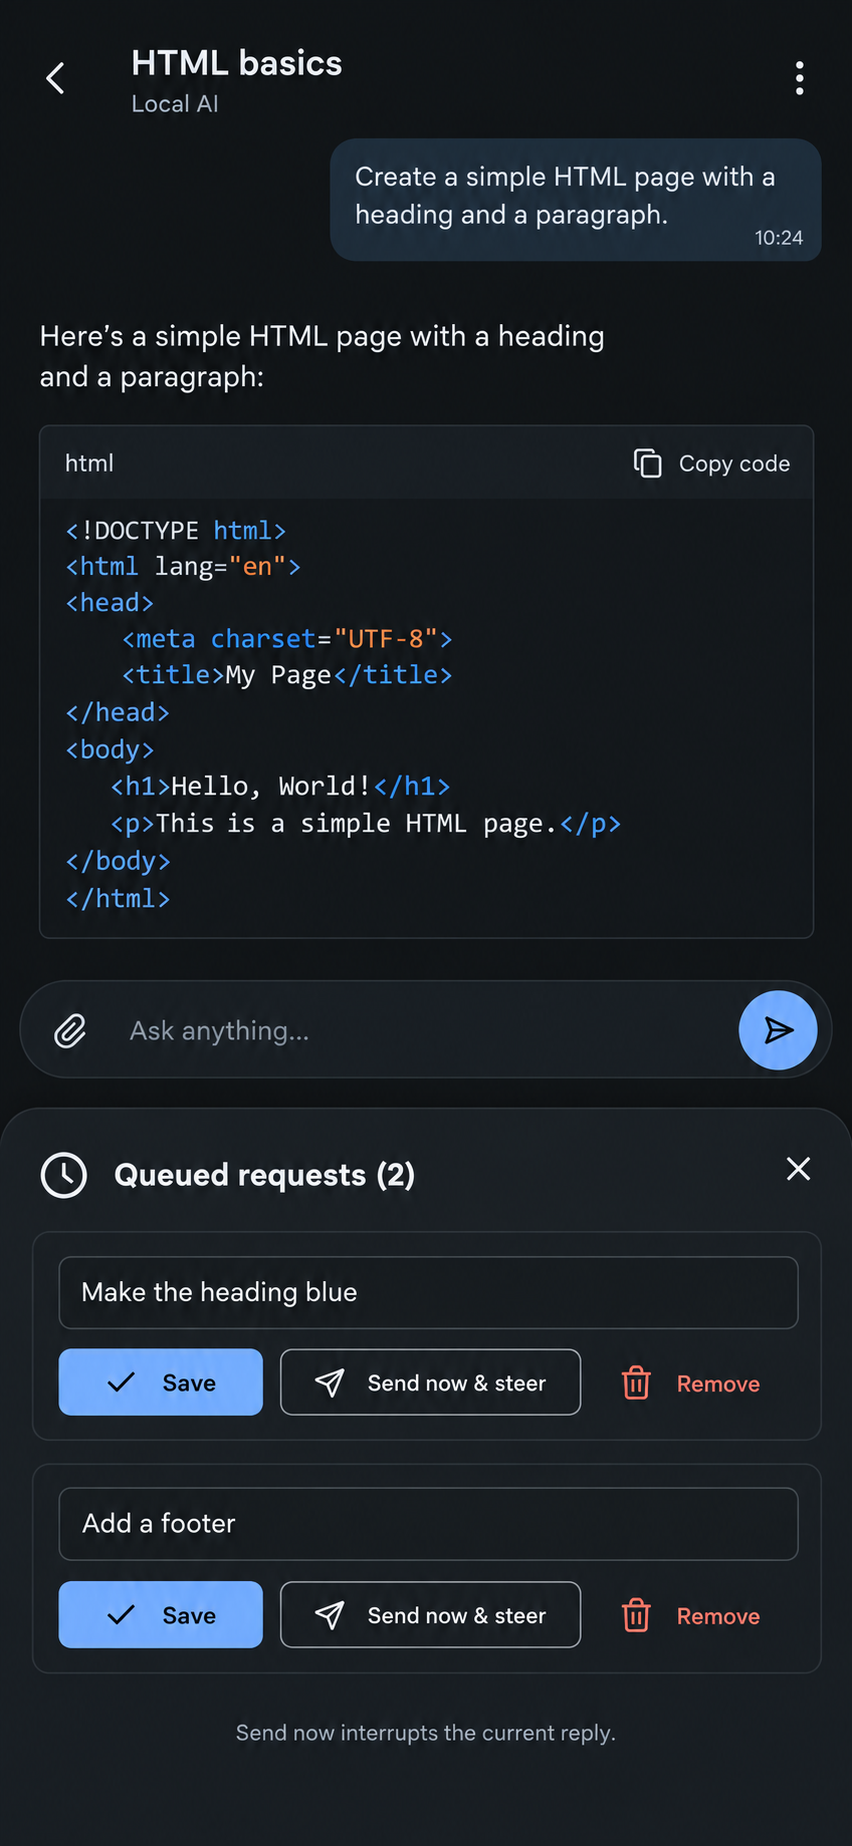 HTML basics
Local AI
Create a simple HTML page with a
heading and a paragraph.
10:24
Here’s a simple HTML page with a heading
and a paragraph:
html
Copy code
<!DOCTYPE html>
<html lang="en">
<head>
    <meta charset="UTF-8">
    <title>My Page</title>
</head>
<body>
   <h1>Hello, World!</h1>
   <p>This is a simple HTML page.</p>
</body>
</html>
Ask anything...
Queued requests (2)
Make the heading blue
Save
Send now & steer
Remove
Add a footer
Save
Send now & steer
Remove
Send now interrupts the current reply.